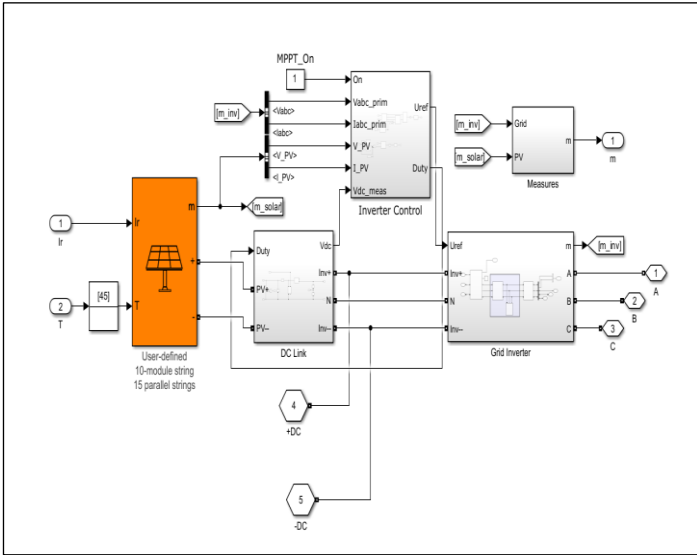 MPPT_On
1
On
[m_inv]
<Vabc>
Vabc_prim
Uref
<Iabc>
Iabc_prim
<V_PV>
V_PV
<I_PV>
I_PV
Duty
Vdc_meas
Inverter Control
[m_inv]
Grid
[m_solar]
PV
m
1
m
Measures
1
Ir
Ir
m
[m_solar]
2
T
[45]
T
+
-
User-defined
10-module string
15 parallel strings
Duty
Vdc
PV+
PV-
Inv+
N
Inv-
DC Link
Uref
Inv+
N
Inv-
m
[m_inv]
A
1
A
B
2
B
C
3
C
Grid Inverter
4
+DC
5
-DC